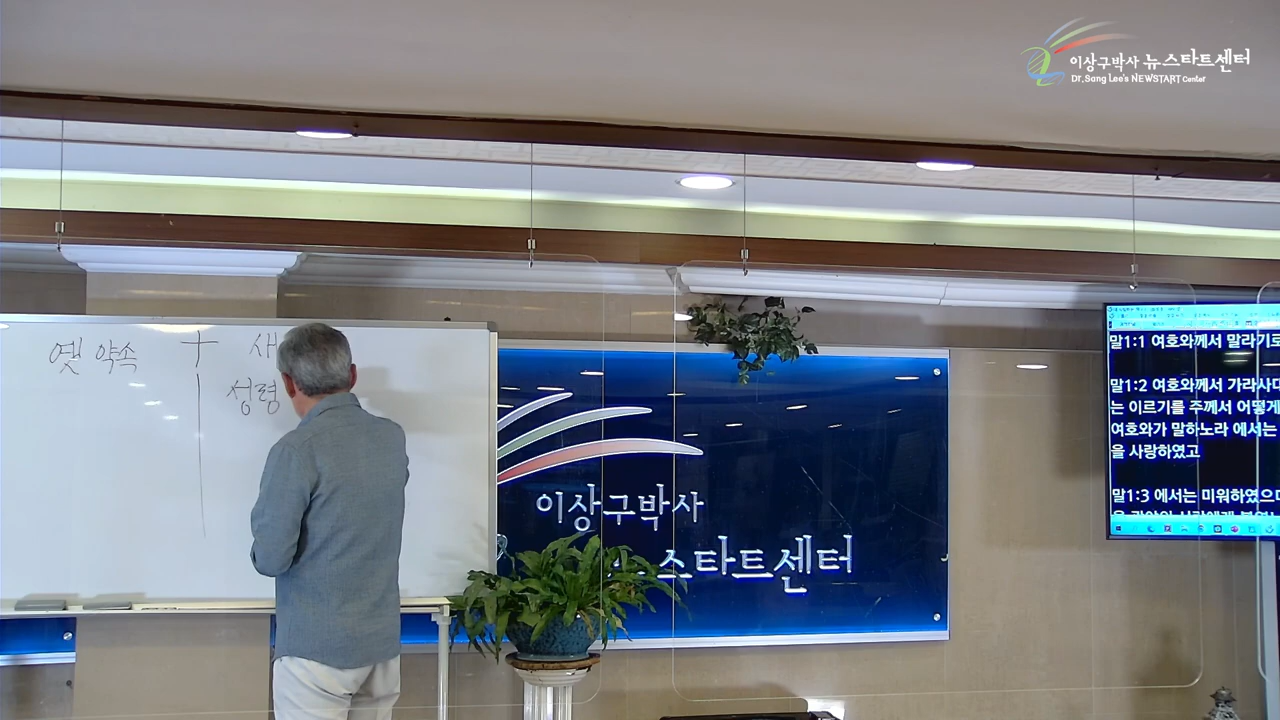 이상구박사 뉴스타트센터
Dr. Sang Lee's NEWSTART Center
옛 약속
새
성령
이상구박사
스타트센터
말1:1 여호와께서 말라기로
말1:2 여호와께서 가라사대
는 이르기를 주께서 어떻게
여호와가 말하노라 에서는
을 사랑하였고
말1:3 에서는 미워하였으며